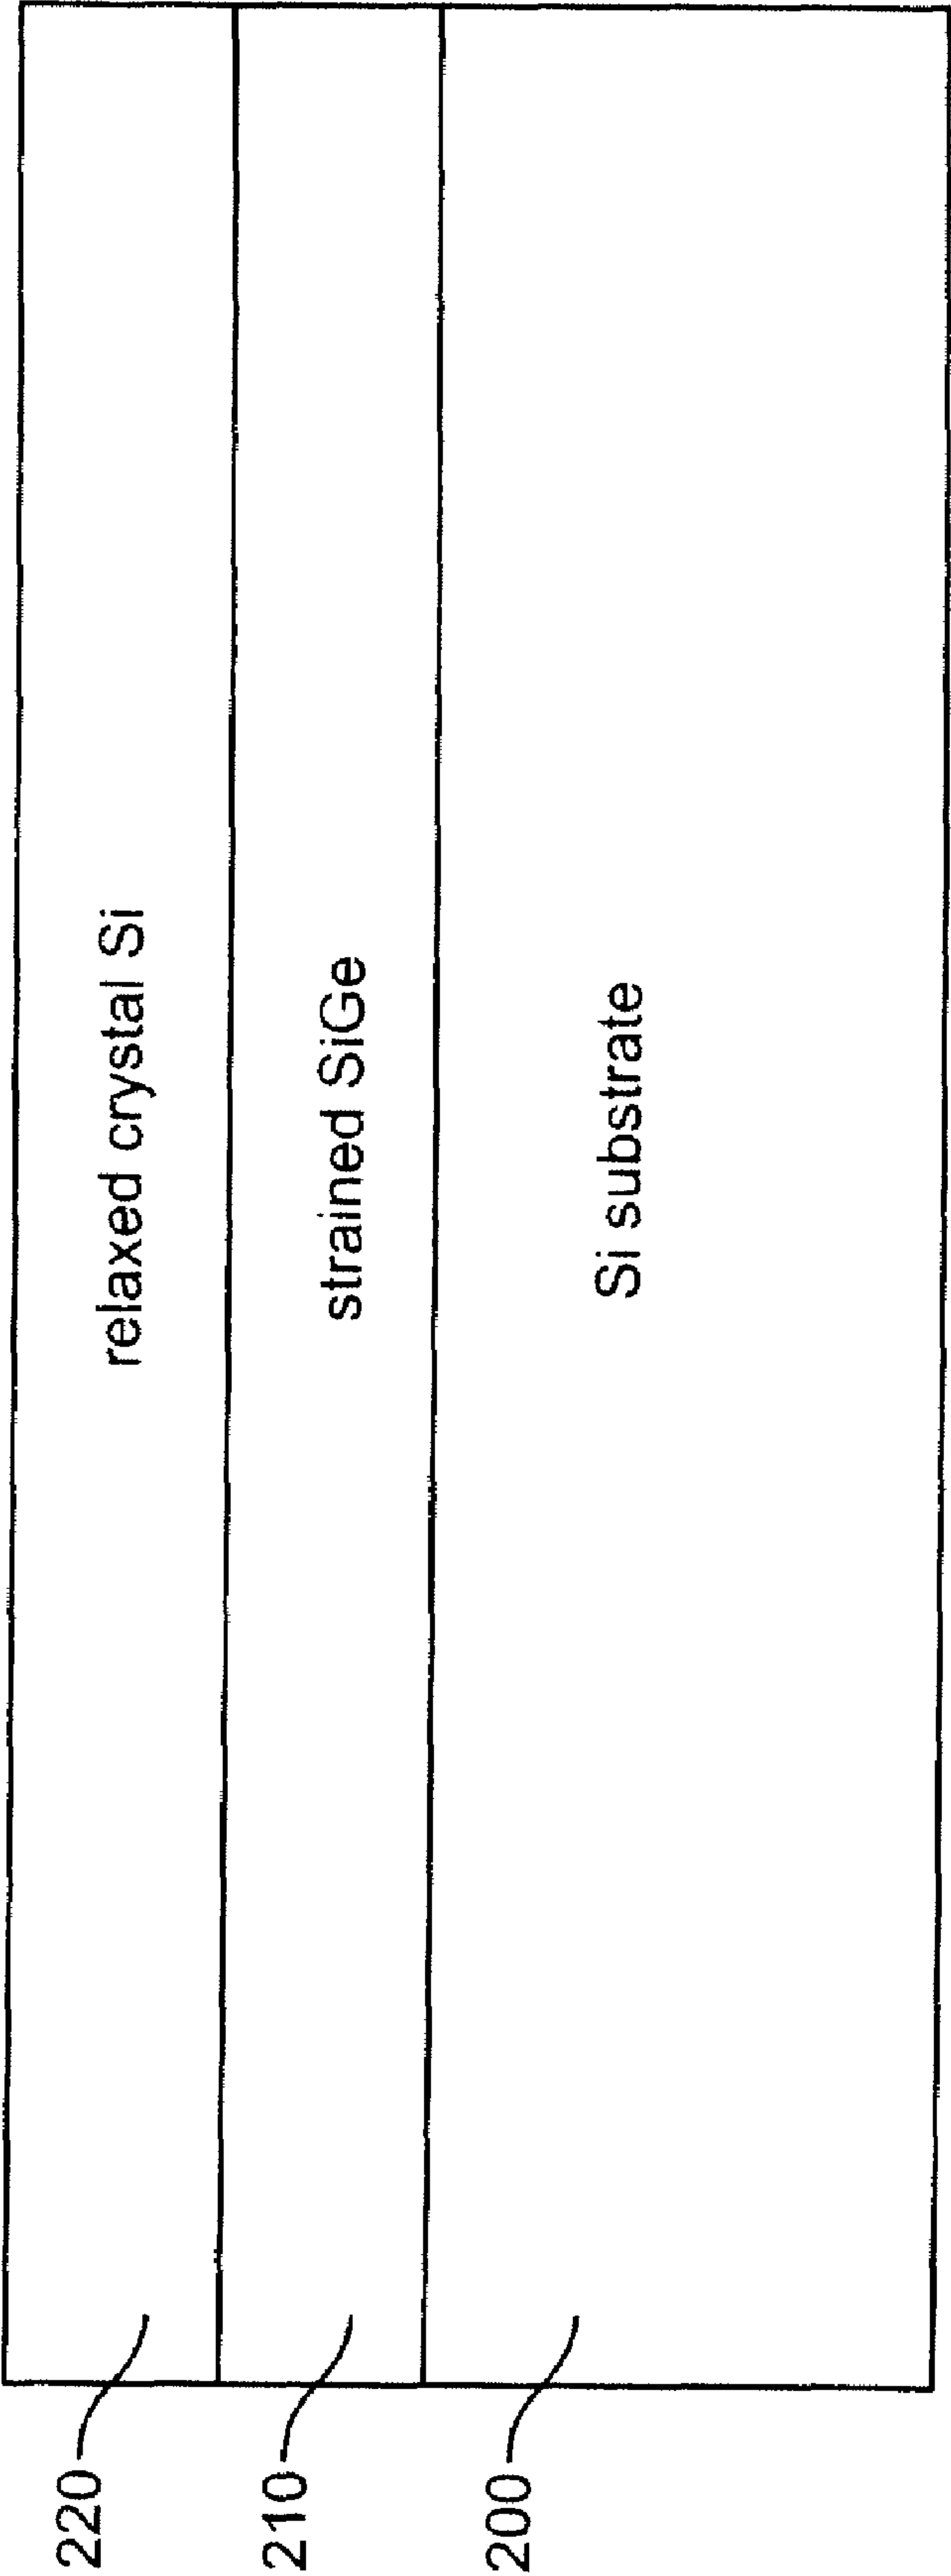 220
relaxed crystal Si
210
strained SiGe
200
Si substrate